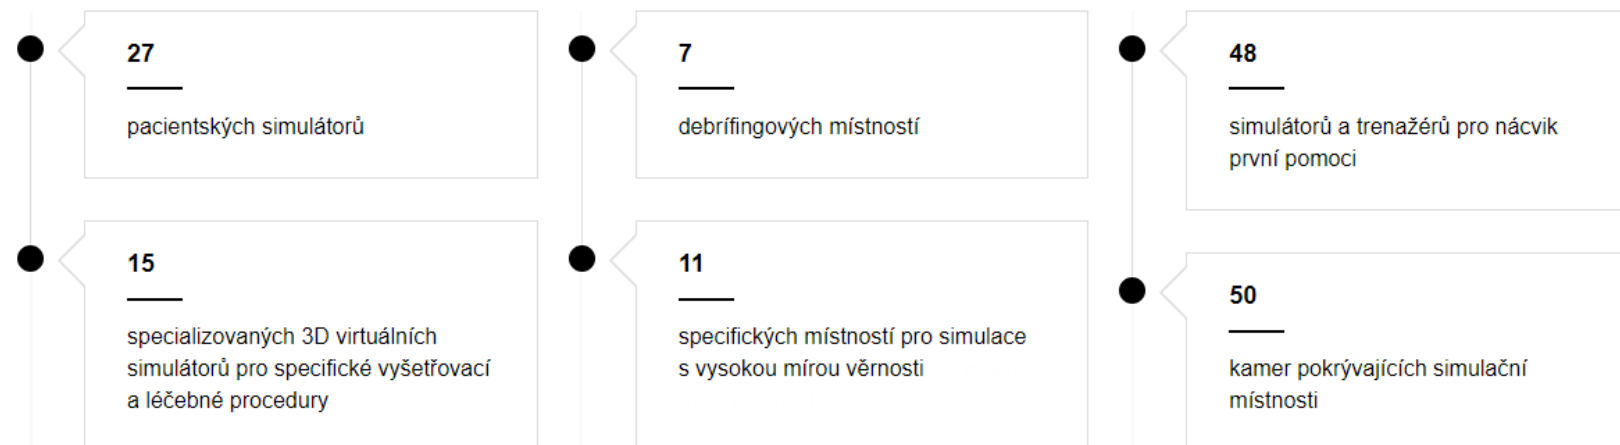 27
pacientských simulátorů
15
specializovaných 3D virtuálních
simulátorů pro specifické vyšetřovací
a léčebné procedury
7
debrífingových místností
11
specifických místností pro simulace
s vysokou mírou věrnosti
48
simulátorů a trenažérů pro nácvik
první pomoci
50
kamer pokrývajících simulační
místnosti